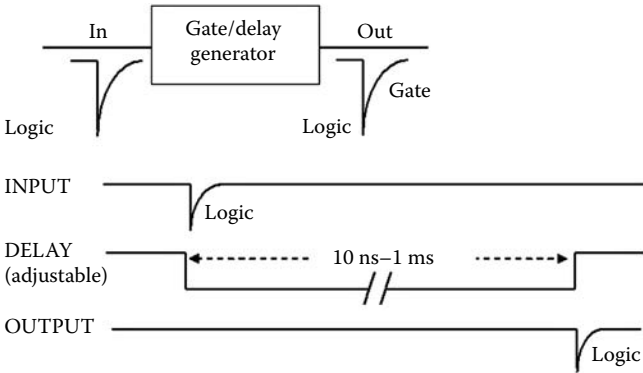 In
Gate/delay
generator
Out
Gate
Logic
Logic
INPUT
Logic
DELAY
(adjustable)
10 ns–1 ms
OUTPUT
Logic